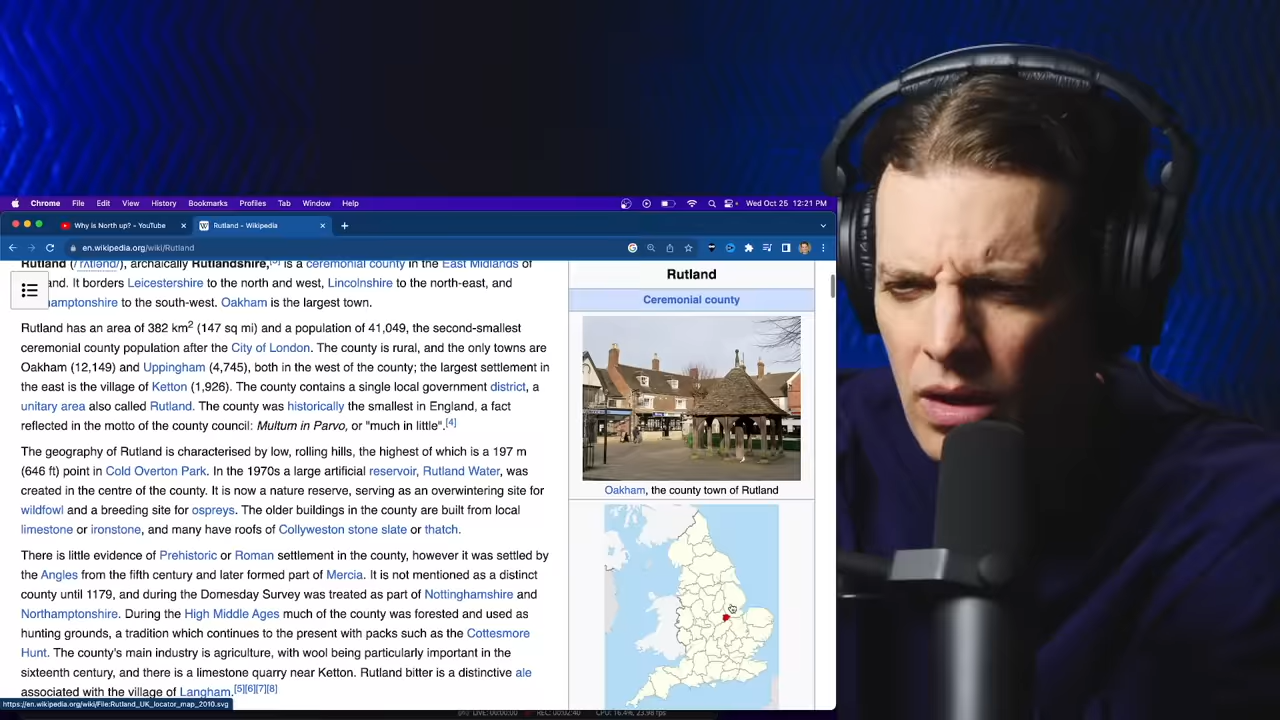 Chrome File Edit View History Bookmarks Profiles Tab Window Help Wed Oct 25 12:21 PM
Why is North up? - YouTube Rutland - Wikipedia
en.wikipedia.org/wiki/Rutland
Rutland archaically Rutlandshire, is a ceremonial county in the East Midlands of
It borders Leicestershire to the north and west, Lincolnshire to the north-east, and
to the south-west. Oakham is the largest town.
Rutland has an area of 382 km2 (147 sq mi) and a population of 41,049, the second-smallest
ceremonial county population after the City of London. The county is rural, and the only towns are
Oakham (12,149) and Uppingham (4,745), both in the west of the county; the largest settlement in
the east is the village of Ketton (1,926). The county contains a single local government district, a
unitary area also called Rutland. The county was historically the smallest in England, a fact
reflected in the motto of the county council: Multum in Parvo, or "much in little".[4]
The geography of Rutland is characterised by low, rolling hills, the highest of which is a 197 m
(646 ft) point in Cold Overton Park. In the 1970s a large artificial reservoir, Rutland Water, was
created in the centre of the county. It is now a nature reserve, serving as an overwintering site for
wildfowl and a breeding site for ospreys. The older buildings in the county are built from local
limestone or ironstone, and many have roofs of Collyweston stone slate or thatch.
There is little evidence of Prehistoric or Roman settlement in the county, however it was settled by
the Angles from the fifth century and later formed part of Mercia. It is not mentioned as a distinct
county until 1179, and during the Domesday Survey was treated as part of Nottinghamshire and
Northamptonshire. During the High Middle Ages much of the county was forested and used as
hunting grounds, a tradition which continues to the present with packs such as the Cottesmore
Hunt. The county's main industry is agriculture, with wool being particularly important in the
sixteenth century, and there is a limestone quarry near Ketton. Rutland bitter is a distinctive ale
associated with the village of Langham.[5][6][7][8]
Rutland
Ceremonial county
Oakham, the county town of Rutland
https://en.wikipedia.org/wiki/File:Rutland_UK_locator_map_2010.svg
LIVE: 00:00:00 REC: 00:02:40 CPU: 16.4%, 23.98 fps